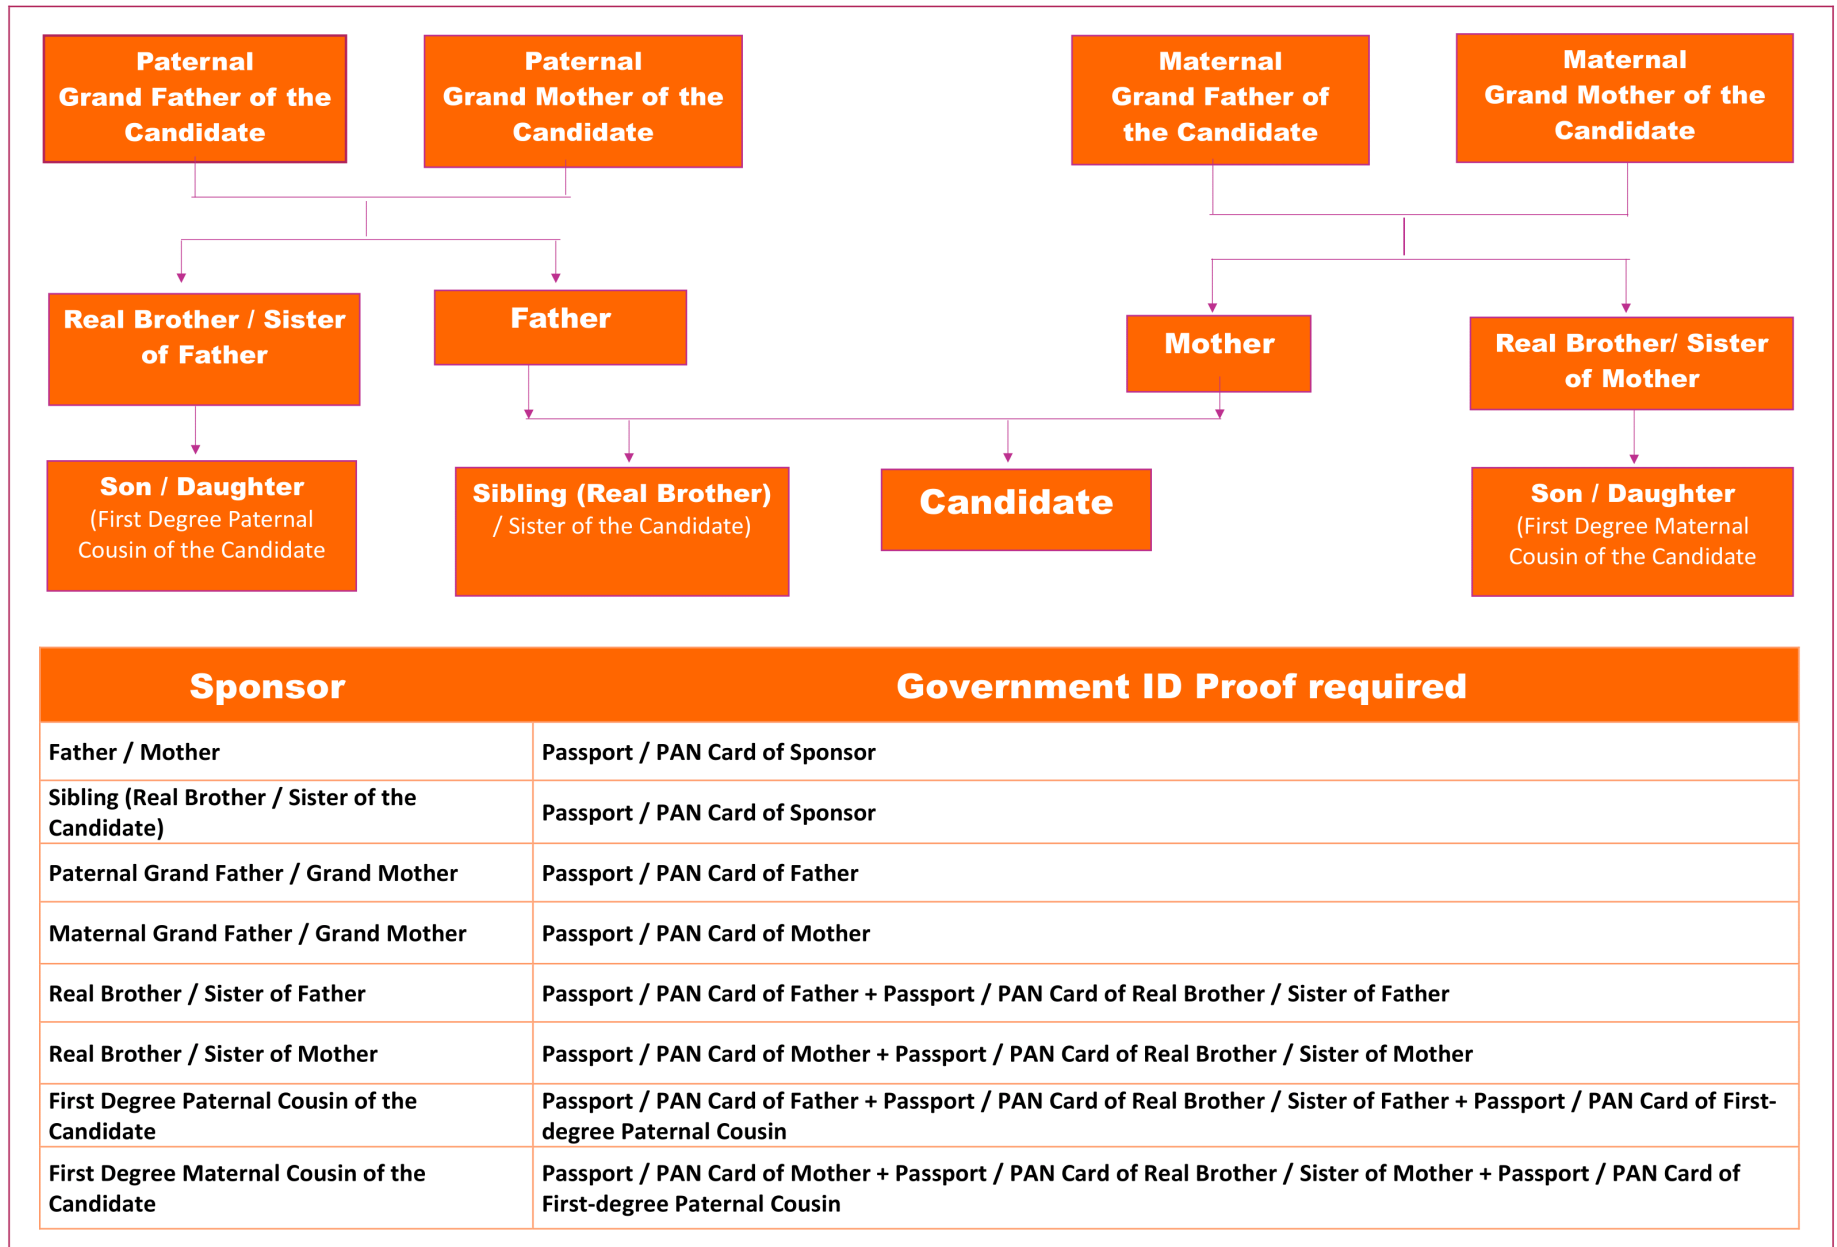 Paternal
Grand Father of the
Candidate
Paternal
Grand Mother of the
Candidate
Maternal
Grand Father of
the Candidate
Maternal
Grand Mother of the
Candidate
Real Brother / Sister
of Father
Father
Mother
Real Brother/ Sister
of Mother
Son / Daughter
(First Degree Paternal
Cousin of the Candidate
Sibling (Real Brother)
/ Sister of the Candidate)
Candidate
Son / Daughter
(First Degree Maternal
Cousin of the Candidate
Sponsor
Government ID Proof required
Father / Mother
Passport / PAN Card of Sponsor
Sibling (Real Brother / Sister of the
Candidate)
Passport / PAN Card of Sponsor
Paternal Grand Father / Grand Mother
Passport / PAN Card of Father
Maternal Grand Father / Grand Mother
Passport / PAN Card of Mother
Real Brother / Sister of Father
Passport / PAN Card of Father + Passport / PAN Card of Real Brother / Sister of Father
Real Brother / Sister of Mother
Passport / PAN Card of Mother + Passport / PAN Card of Real Brother / Sister of Mother
First Degree Paternal Cousin of the
Candidate
Passport / PAN Card of Father + Passport / PAN Card of Real Brother / Sister of Father + Passport / PAN Card of First-
degree Paternal Cousin
First Degree Maternal Cousin of the
Candidate
Passport / PAN Card of Mother + Passport / PAN Card of Real Brother / Sister of Mother + Passport / PAN Card of
First-degree Paternal Cousin